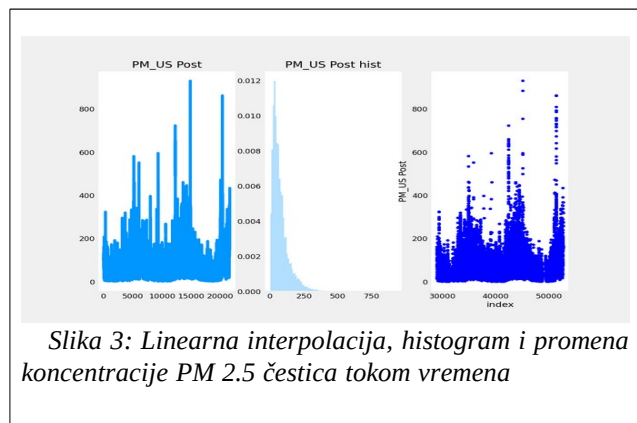 PM_US Post
PM_US Post hist
800
600
400
200
0
0 5000 10000 15000 20000
0.012
0.010
0.008
0.006
0.004
0.002
0.000
0 250 500 750
PM_US Post
800
600
400
200
0
30000 40000 50000
index
Slika 3: Linearna interpolacija, histogram i promena
koncentracije PM 2.5 čestica tokom vremena